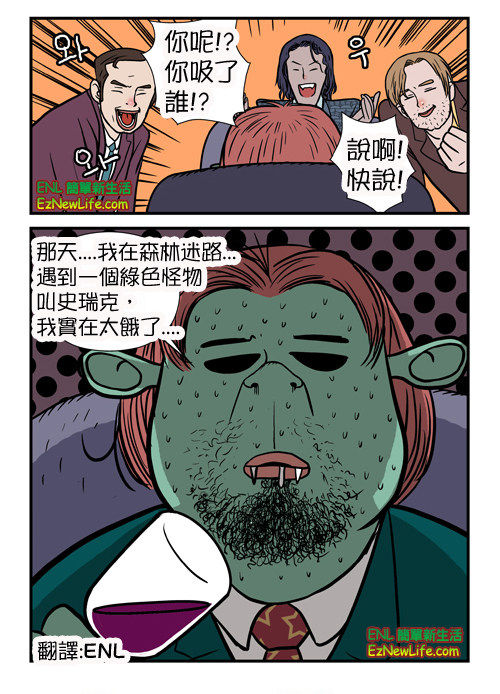 와
你呢!?
你吸了
誰!?
우
와
說啊!
快說!
ENL 簡單新生活
EzNewLife.com
那天....我在森林迷路...
遇到一個綠色怪物
叫史瑞克，
我實在太餓了....
翻譯:ENL
ENL 簡單新生活
EzNewLife.com